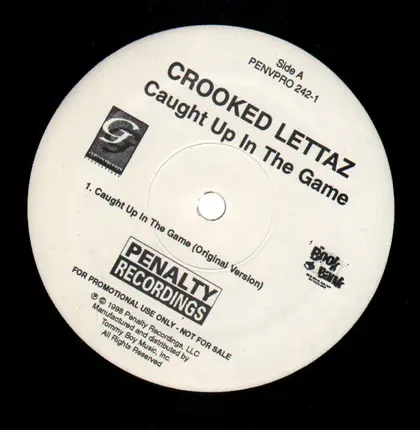 Side A
PENVPRO 242-1
CROOKED LETTAZ
Caught Up In The Game
1. Caught Up In The Game (Original Version)
PENALTY
RECORDINGS
FOR PROMOTIONAL USE ONLY - NOT FOR SALE
℗ © 1998 Penalty Recordings, LLC
Manufactured and distributed by
Tommy Boy Music, Inc.
All Rights Reserved
Book
Bank